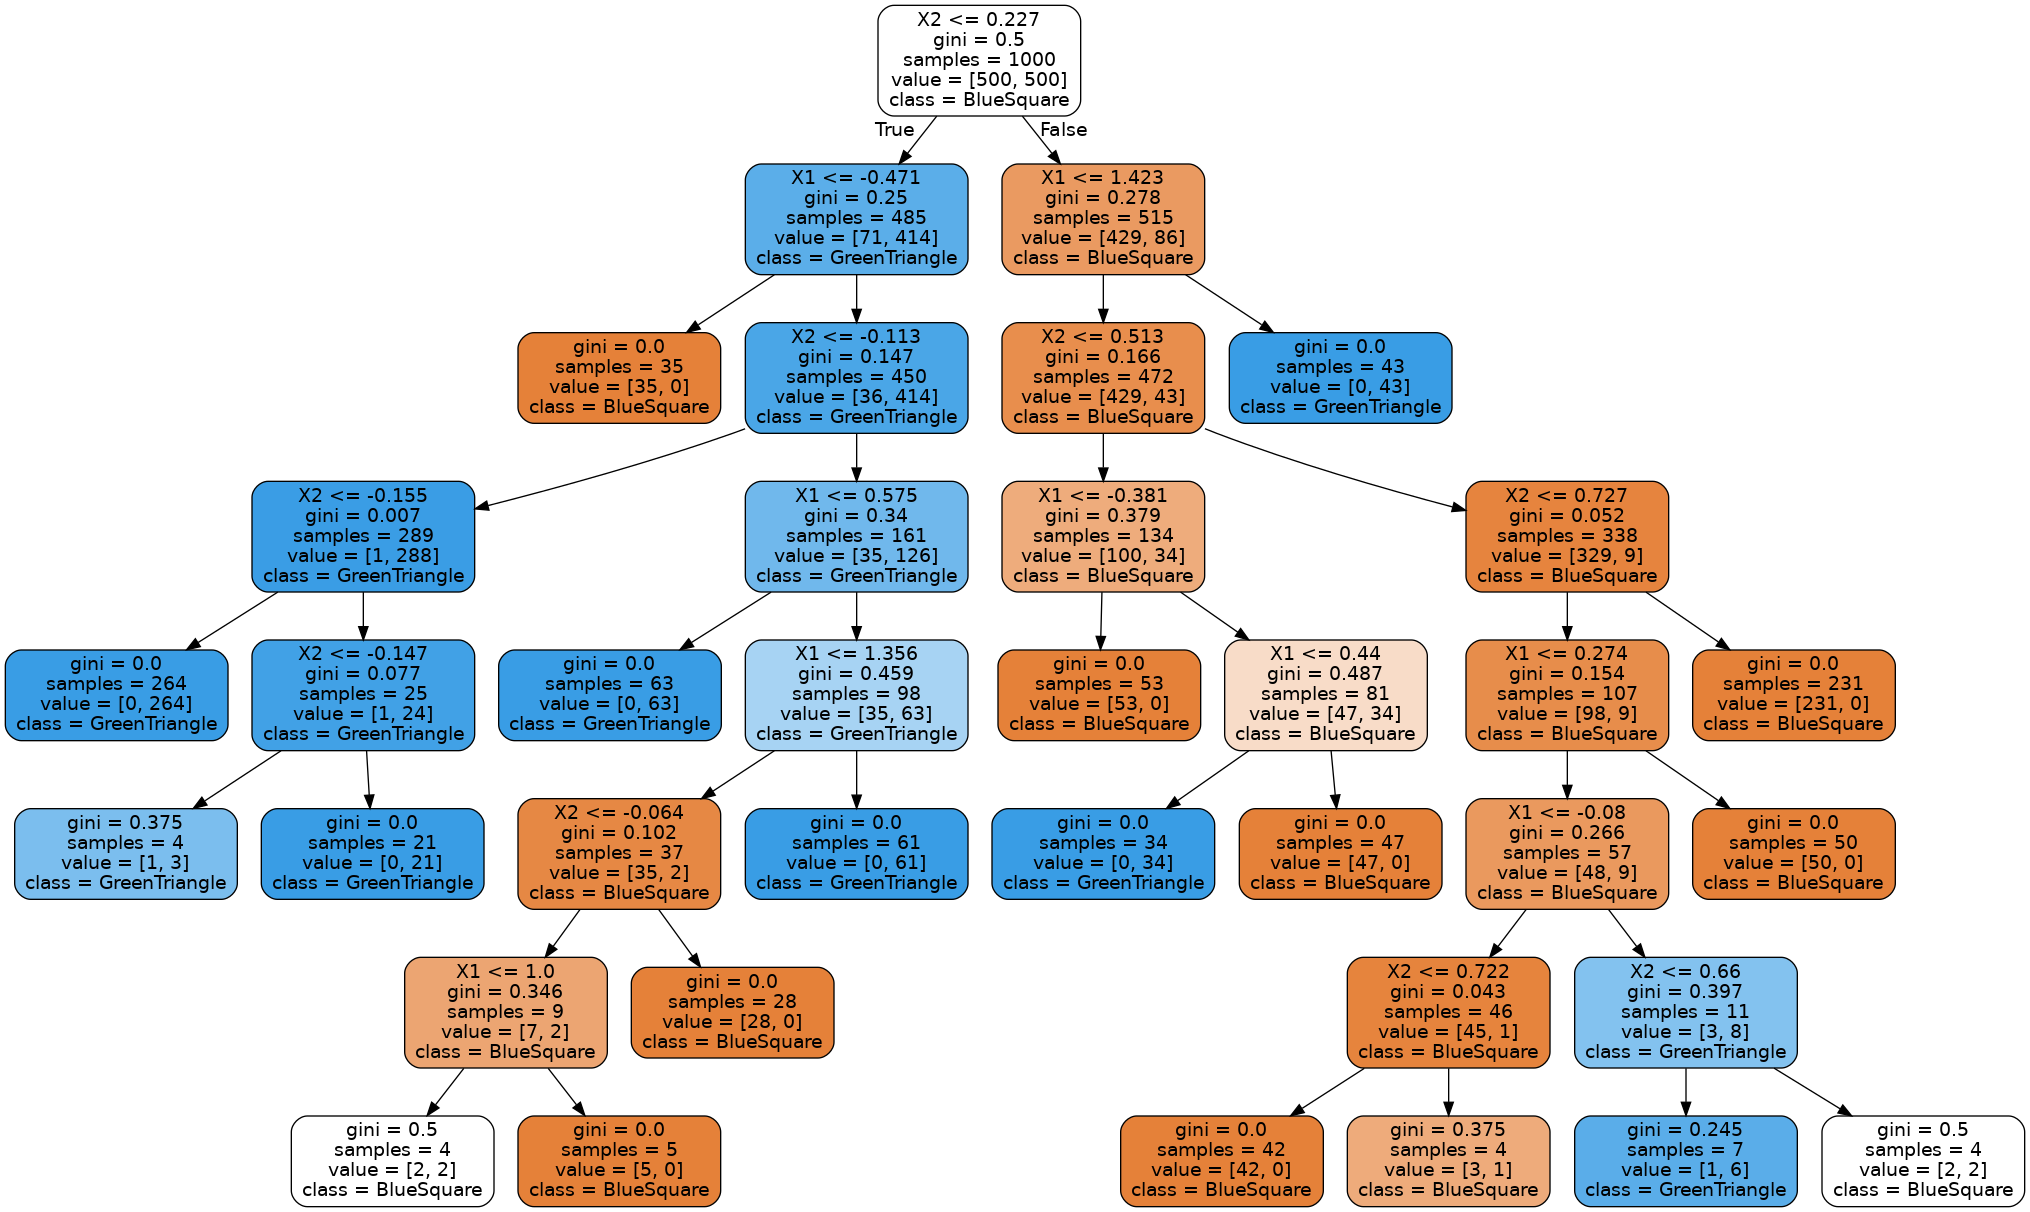 X2 <= 0.227
gini = 0.5
samples = 1000
value = [500, 500]
class = BlueSquare
True
False
X1 <= -0.471
gini = 0.25
samples = 485
value = [71, 414]
class = GreenTriangle
X1 <= 1.423
gini = 0.278
samples = 515
value = [429, 86]
class = BlueSquare
gini = 0.0
samples = 35
value = [35, 0]
class = BlueSquare
X2 <= -0.113
gini = 0.147
samples = 450
value = [36, 414]
class = GreenTriangle
X2 <= 0.513
gini = 0.166
samples = 472
value = [429, 43]
class = BlueSquare
gini = 0.0
samples = 43
value = [0, 43]
class = GreenTriangle
X2 <= -0.155
gini = 0.007
samples = 289
value = [1, 288]
class = GreenTriangle
X1 <= 0.575
gini = 0.34
samples = 161
value = [35, 126]
class = GreenTriangle
X1 <= -0.381
gini = 0.379
samples = 134
value = [100, 34]
class = BlueSquare
X2 <= 0.727
gini = 0.052
samples = 338
value = [329, 9]
class = BlueSquare
gini = 0.0
samples = 264
value = [0, 264]
class = GreenTriangle
X2 <= -0.147
gini = 0.077
samples = 25
value = [1, 24]
class = GreenTriangle
gini = 0.0
samples = 63
value = [0, 63]
class = GreenTriangle
X1 <= 1.356
gini = 0.459
samples = 98
value = [35, 63]
class = GreenTriangle
gini = 0.0
samples = 53
value = [53, 0]
class = BlueSquare
X1 <= 0.44
gini = 0.487
samples = 81
value = [47, 34]
class = BlueSquare
X1 <= 0.274
gini = 0.154
samples = 107
value = [98, 9]
class = BlueSquare
gini = 0.0
samples = 231
value = [231, 0]
class = BlueSquare
gini = 0.375
samples = 4
value = [1, 3]
class = GreenTriangle
gini = 0.0
samples = 21
value = [0, 21]
class = GreenTriangle
X2 <= -0.064
gini = 0.102
samples = 37
value = [35, 2]
class = BlueSquare
gini = 0.0
samples = 61
value = [0, 61]
class = GreenTriangle
gini = 0.0
samples = 34
value = [0, 34]
class = GreenTriangle
gini = 0.0
samples = 47
value = [47, 0]
class = BlueSquare
X1 <= -0.08
gini = 0.266
samples = 57
value = [48, 9]
class = BlueSquare
gini = 0.0
samples = 50
value = [50, 0]
class = BlueSquare
X1 <= 1.0
gini = 0.346
samples = 9
value = [7, 2]
class = BlueSquare
gini = 0.0
samples = 28
value = [28, 0]
class = BlueSquare
X2 <= 0.722
gini = 0.043
samples = 46
value = [45, 1]
class = BlueSquare
X2 <= 0.66
gini = 0.397
samples = 11
value = [3, 8]
class = GreenTriangle
gini = 0.5
samples = 4
value = [2, 2]
class = BlueSquare
gini = 0.0
samples = 5
value = [5, 0]
class = BlueSquare
gini = 0.0
samples = 42
value = [42, 0]
class = BlueSquare
gini = 0.375
samples = 4
value = [3, 1]
class = BlueSquare
gini = 0.245
samples = 7
value = [1, 6]
class = GreenTriangle
gini = 0.5
samples = 4
value = [2, 2]
class = BlueSquare